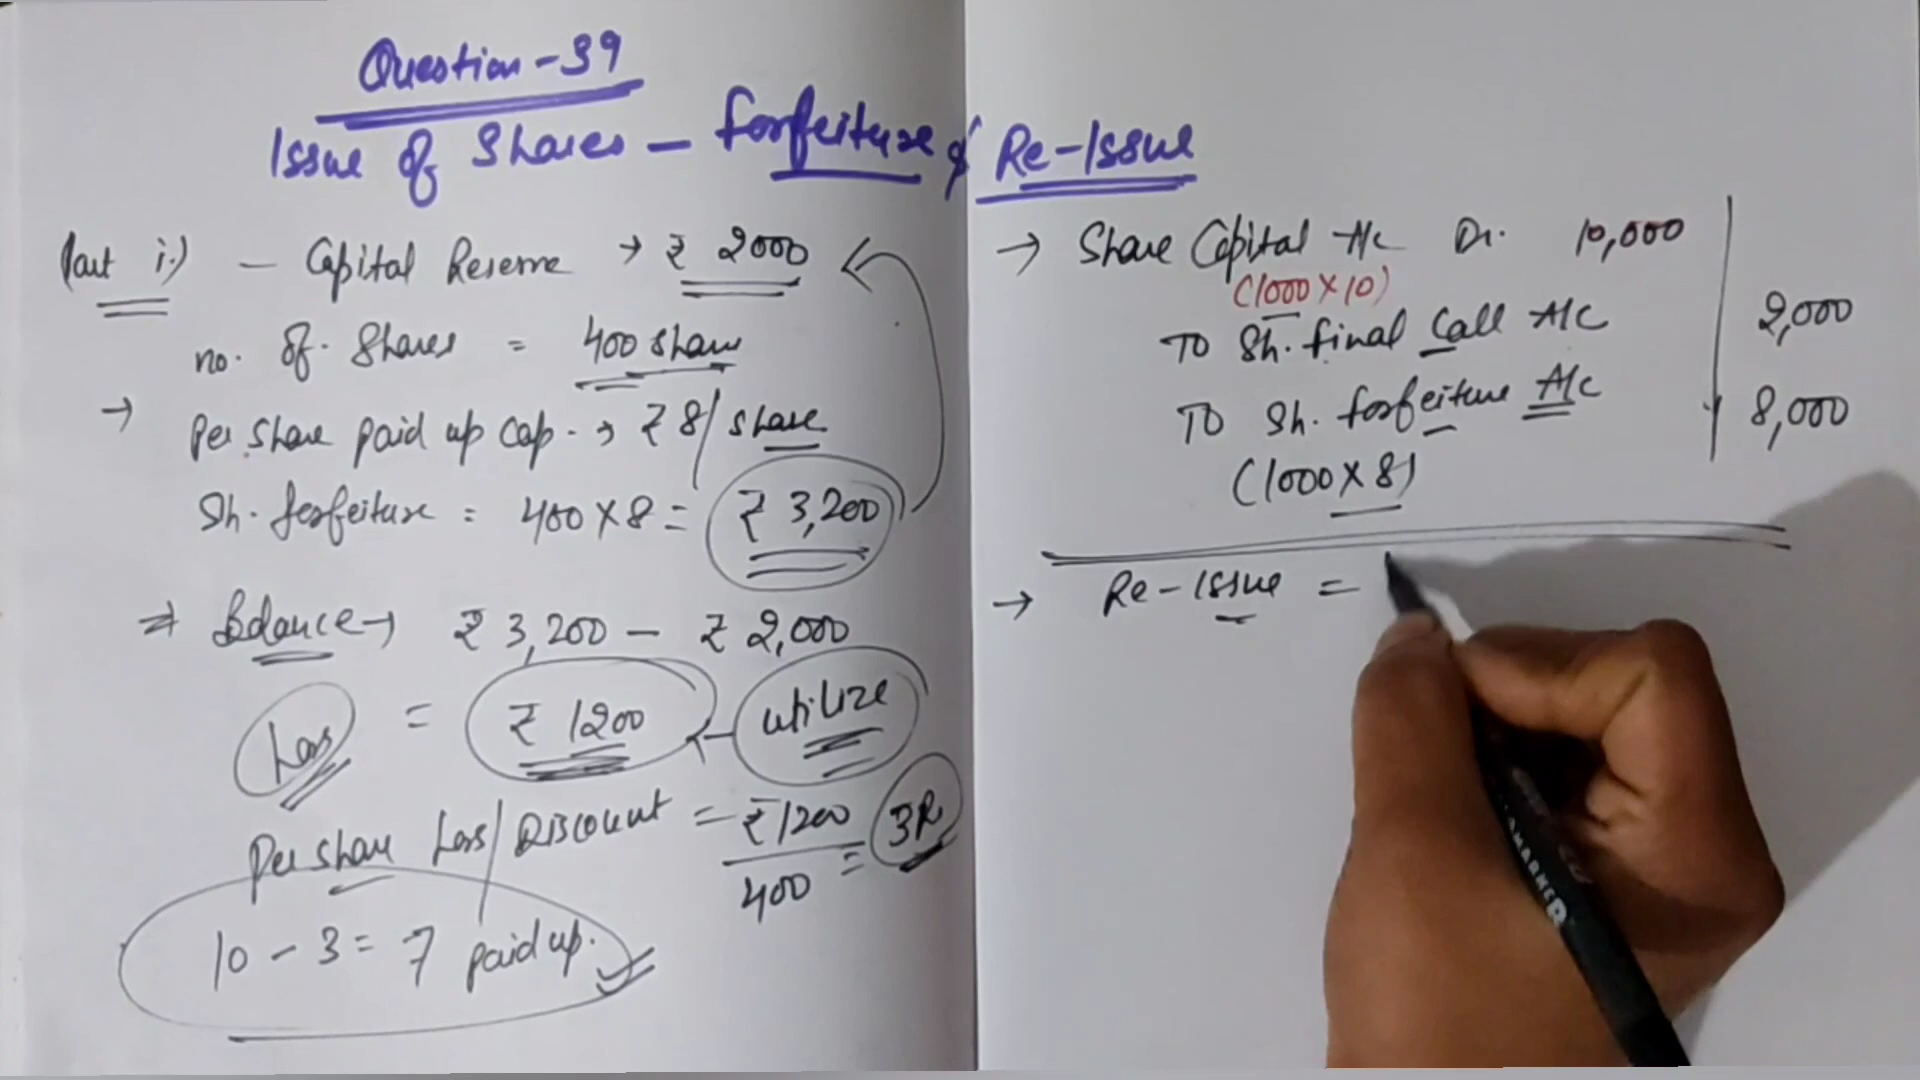 Question-39
Issue of Shares - Forfeiture & Re-Issue
Part i.) - Capital Reserve → ₹ 2000
no. of. Shares = 400 share
→ Per Share paid up cap. → ₹ 8/share
Sh. forfeiture = 400 X 8 = ₹ 3,200
⇒ Balance → ₹ 3,200 - ₹ 2,000
Loss = ₹ 1200 ← utilize
Per share Loss/Discount = ₹1200/400 = 3R
10 - 3 = 7 paid up.
→ Share Capital A/c Dr. 10,000
(1000 X 10)
To Sh. final Call A/C 2,000
To Sh. forfeiture A/c 8,000
(1000 X 8)
→ Re-Issue =
MARKER